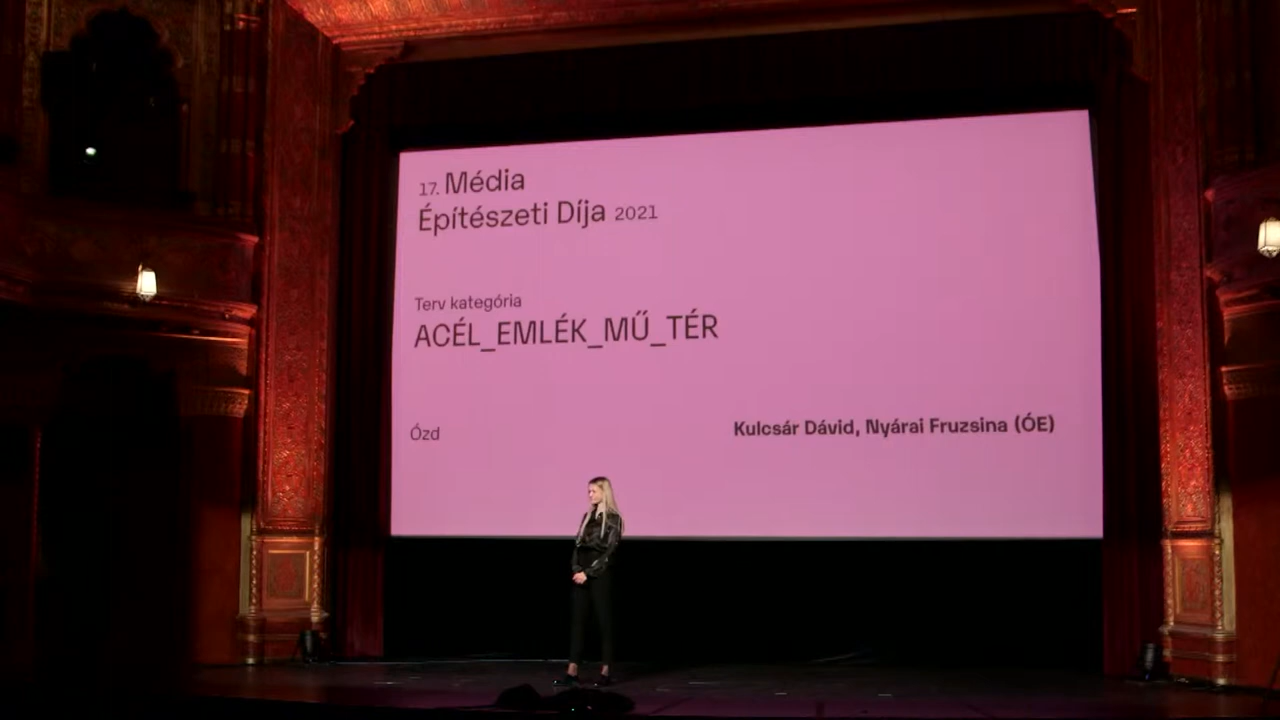 17. Média
Építészeti Díja 2021
Terv kategória
ACÉL_EMLÉK_MŰ_TÉR
Ózd
Kulcsár Dávid, Nyárai Fruzsina (ÓE)